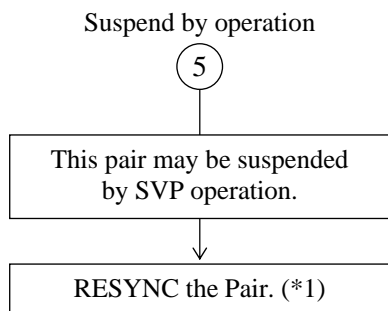 Suspend by operation
5
This pair may be suspended
by SVP operation.
RESYNC the Pair. (*1)